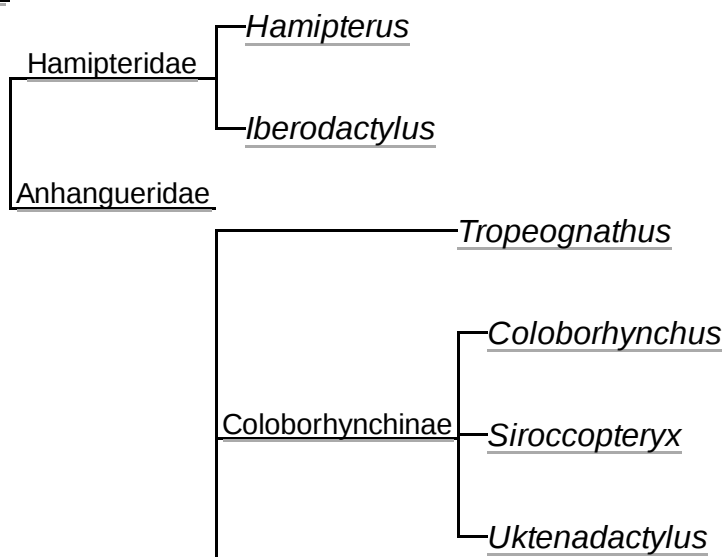 Hamipterus
Hamipteridae
Iberodactylus
Anhangueridae
Tropeognathus
Coloborhynchus
Coloborhynchinae
Siroccopteryx
Uktenadactylus